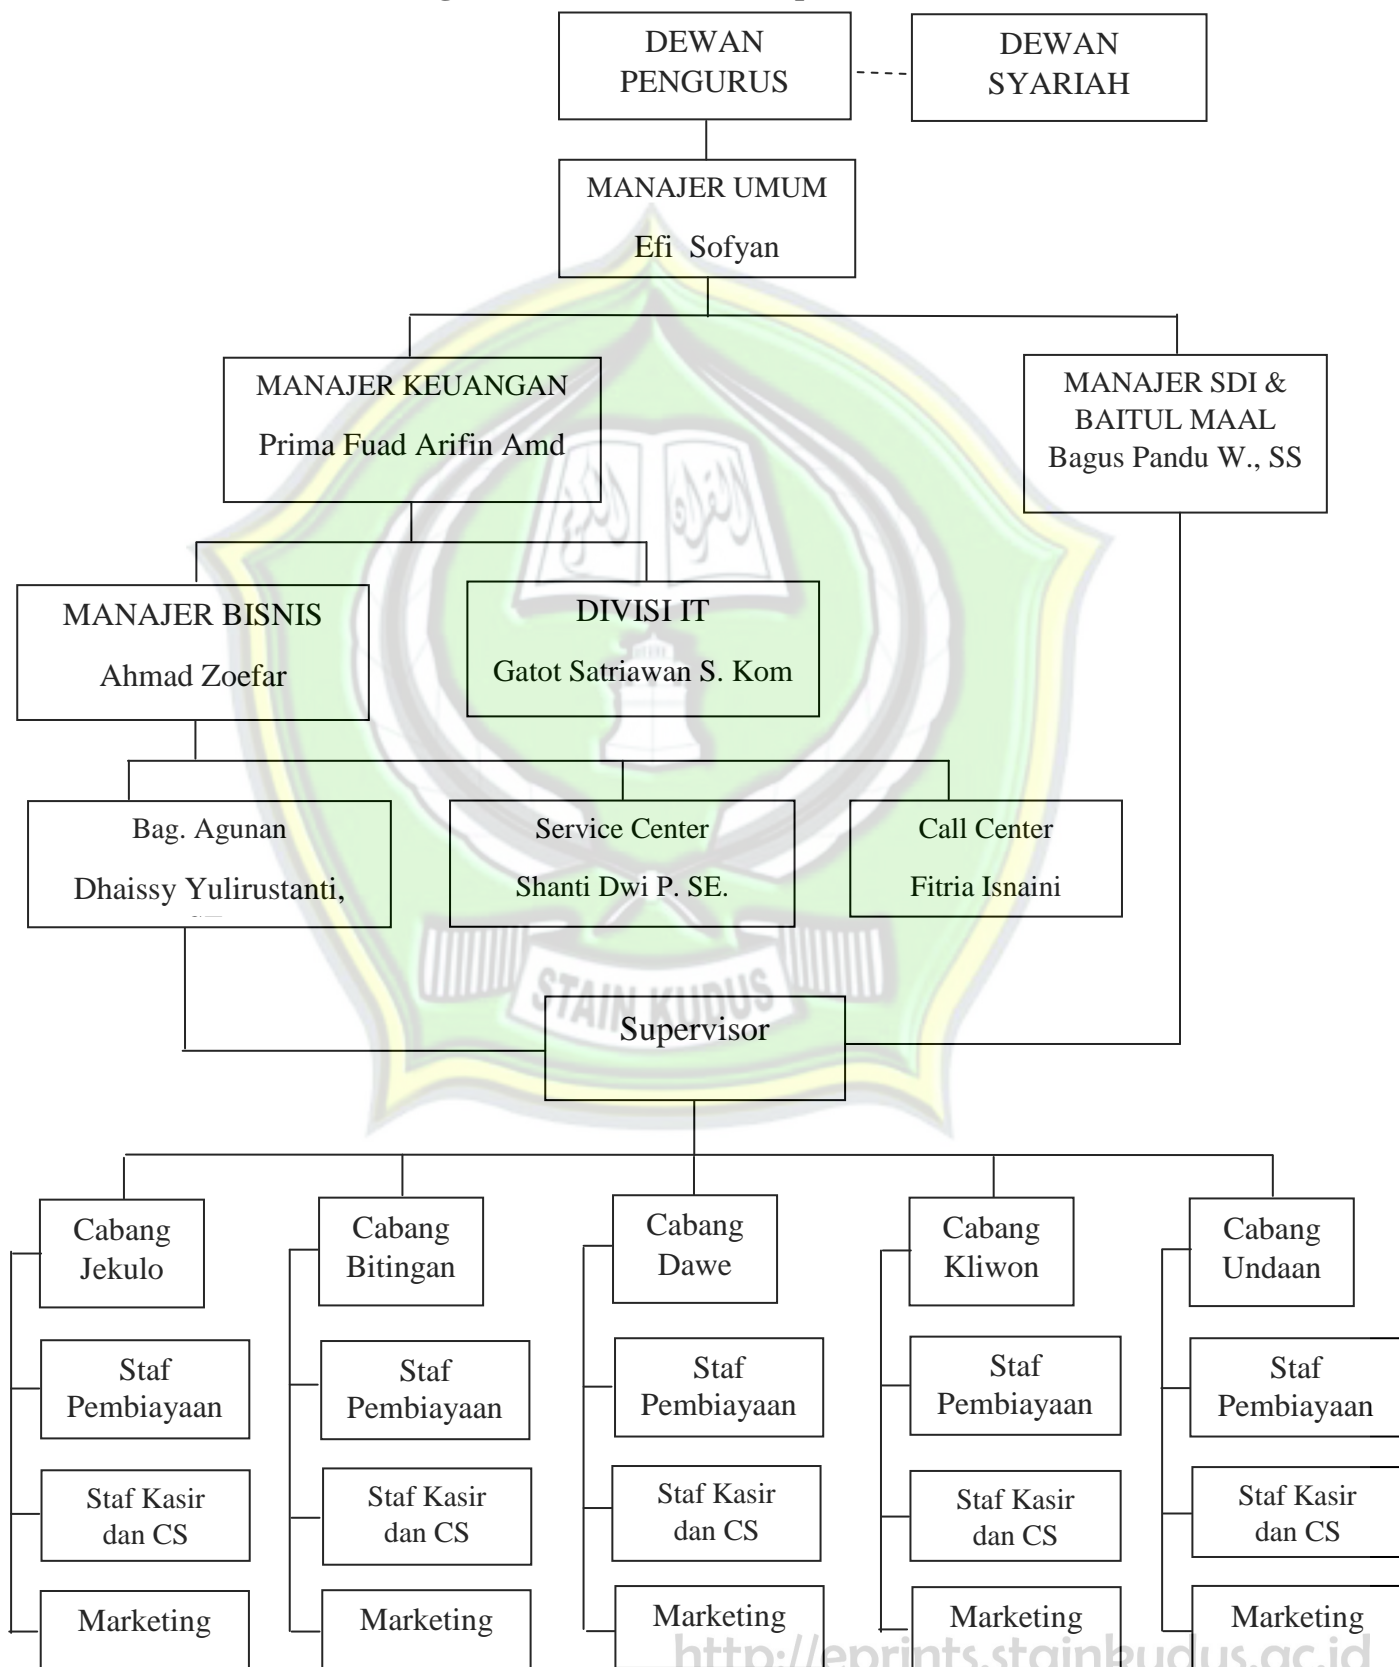 DEWAN
PENGURUS
DEWAN
SYARIAH
MANAJER UMUM
Efi Sofyan
MANAJER KEUANGAN
Prima Fuad Arifin Amd
MANAJER SDI &
BAITUL MAAL
Bagus Pandu W., SS
MANAJER BISNIS
Ahmad Zoefar
DIVISI IT
Gatot Satriawan S. Kom
Bag. Agunan
Dhaissy Yulirustanti,
Service Center
Shanti Dwi P. SE.
Call Center
Fitria Isnaini
STAIN KUDUS
Supervisor
Cabang
Jekulo
Cabang
Bitingan
Cabang
Dawe
Cabang
Kliwon
Cabang
Undaan
Staf
Pembiayaan
Staf
Pembiayaan
Staf
Pembiayaan
Staf
Pembiayaan
Staf
Pembiayaan
Staf Kasir
dan CS
Staf Kasir
dan CS
Staf Kasir
dan CS
Staf Kasir
dan CS
Staf Kasir
dan CS
Marketing
Marketing
Marketing
Marketing
Marketing
http://eprints.stainkudus.ac.id